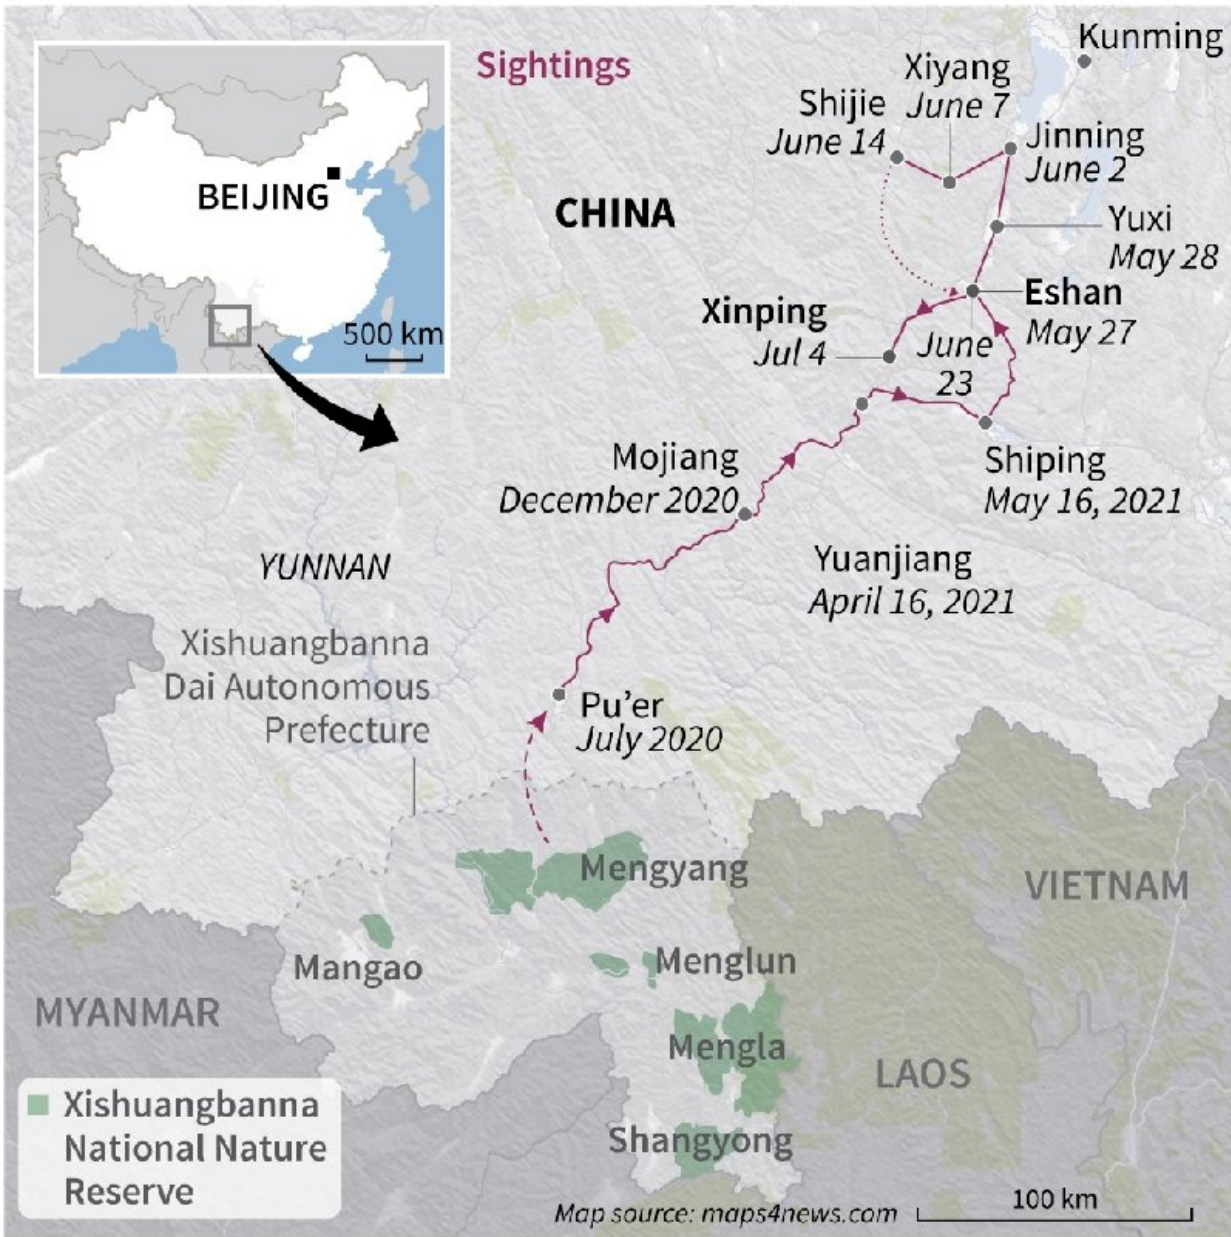 Sightings
Kunming
Xiyang
June 7
Shijie
June 14
Jinning
June 2
BEIJING
500 km
CHINA
Yuxi
May 28
Eshan
May 27
Xinping
Jul 4
June
23
Mojiang
December 2020
Shiping
May 16, 2021
YUNNAN
Yuanjiang
April 16, 2021
Xishuangbanna
Dai Autonomous
Prefecture
Pu’er
July 2020
Mengyang
VIETNAM
Mangao
Menglun
MYANMAR
Mengla
LAOS
Xishuangbanna
National Nature
Reserve
Shangyong
Map source: maps4news.com
100 km